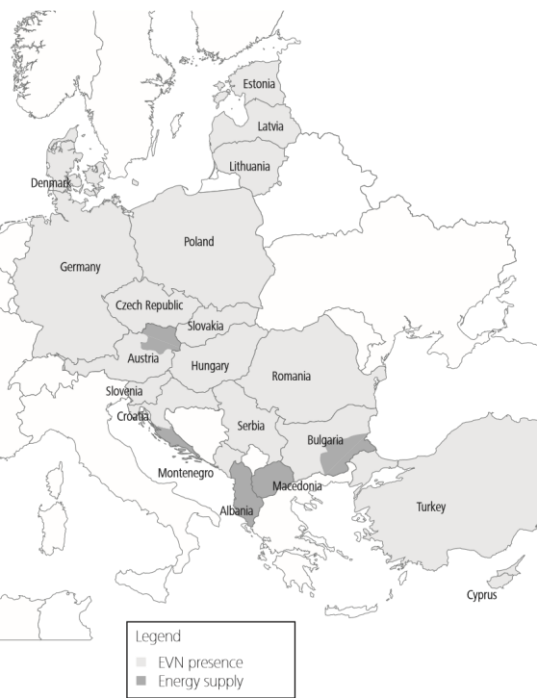 Estonia
Latvia
Lithuania
Denmark
Poland
Germany
Czech Republic
Slovakia
Austria
Hungary
Romania
Slovenia
Croatia
Serbia
Bulgaria
Montenegro
Macedonia
Albania
Turkey
Cyprus
Legend
EVN presence
Energy supply